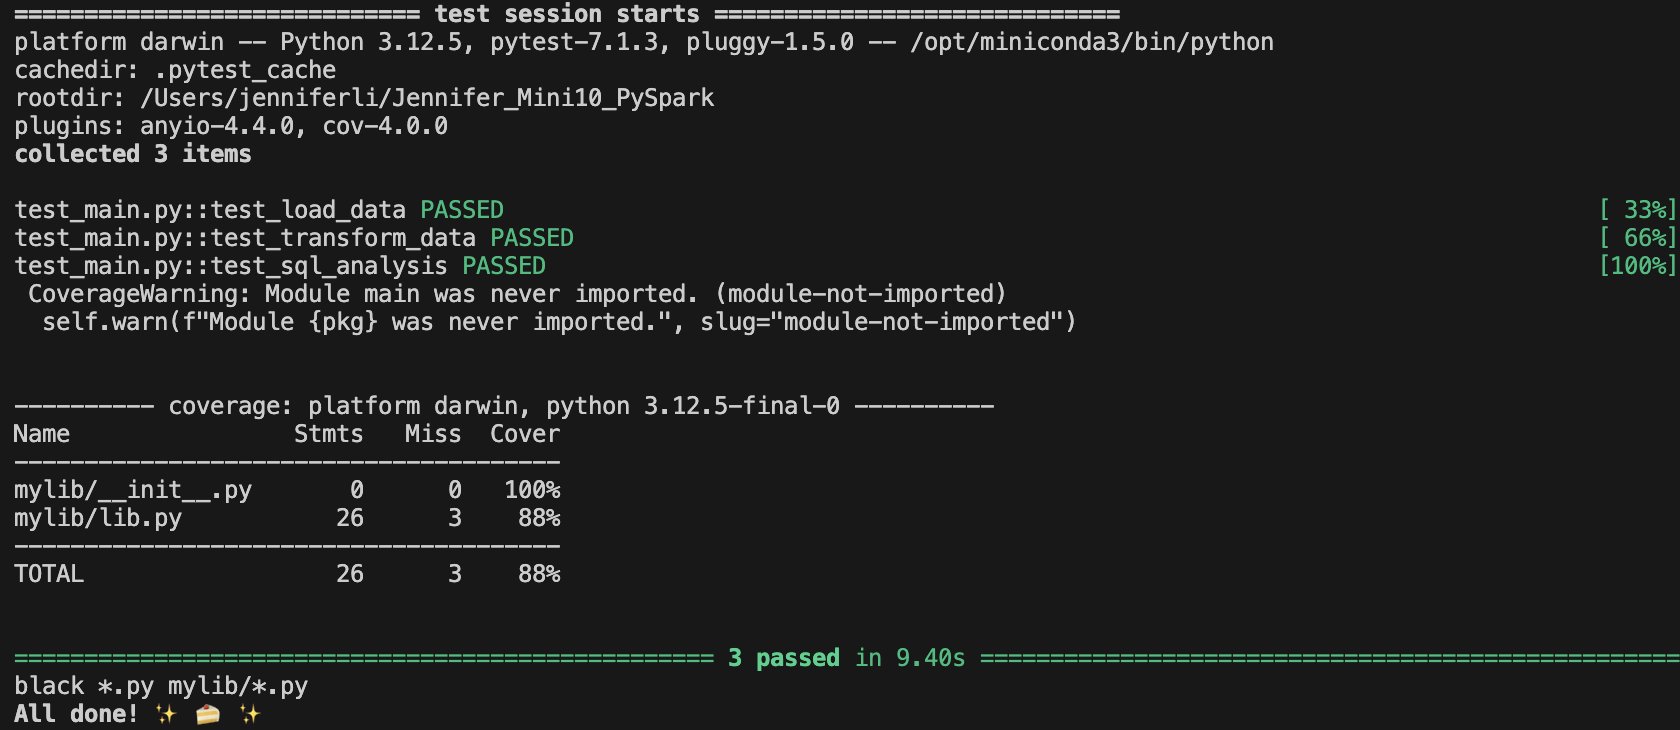 ============================= test session starts =============================
platform darwin -- Python 3.12.5, pytest-7.1.3, pluggy-1.5.0 -- /opt/miniconda3/bin/python
cachedir: .pytest_cache
rootdir: /Users/jenniferli/Jennifer_Mini10_PySpark
plugins: anyio-4.4.0, cov-4.0.0
collected 3 items
test_main.py::test_load_data PASSED [ 33%]
test_main.py::test_transform_data PASSED [ 66%]
test_main.py::test_sql_analysis PASSED [100%]
CoverageWarning: Module main was never imported. (module-not-imported)
self.warn(f"Module {pkg} was never imported.", slug="module-not-imported")
---------- coverage: platform darwin, python 3.12.5-final-0 ----------
Name Stmts Miss Cover
---------------------------------------
mylib/__init__.py 0 0 100%
mylib/lib.py 26 3 88%
---------------------------------------
TOTAL 26 3 88%
================================================== 3 passed in 9.40s ==================================================
black *.py mylib/*.py
All done! ✨ 🍰 ✨